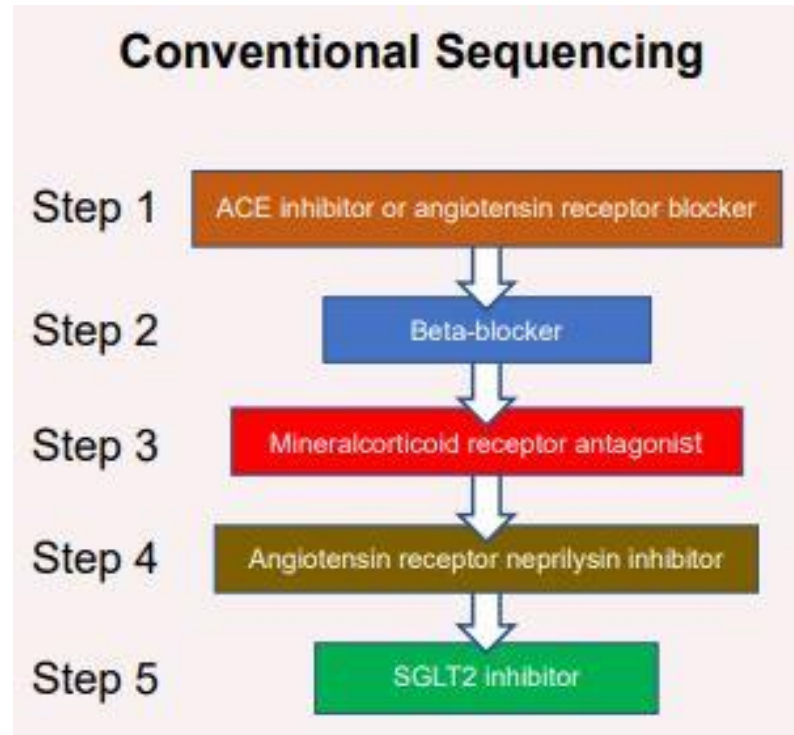 Conventional Sequencing
Step 1 ACE inhibitor or angiotensin receptor blocker
Step 2 Beta-blocker
Step 3 Mineralcorticoid receptor antagonist
Step 4 Angiotensin receptor neprilysin inhibitor
Step 5 SGLT2 inhibitor